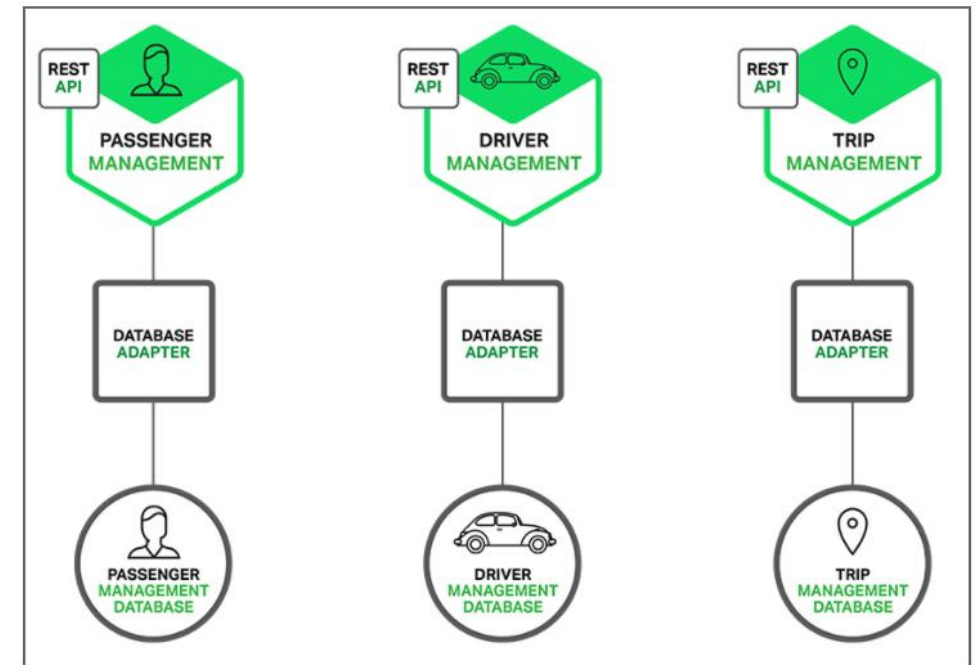 REST
API
PASSENGER
MANAGEMENT
REST
API
DRIVER
MANAGEMENT
REST
API
TRIP
MANAGEMENT
DATABASE
ADAPTER
DATABASE
ADAPTER
DATABASE
ADAPTER
PASSENGER
MANAGEMENT
DATABASE
DRIVER
MANAGEMENT
DATABASE
TRIP
MANAGEMENT
DATABASE